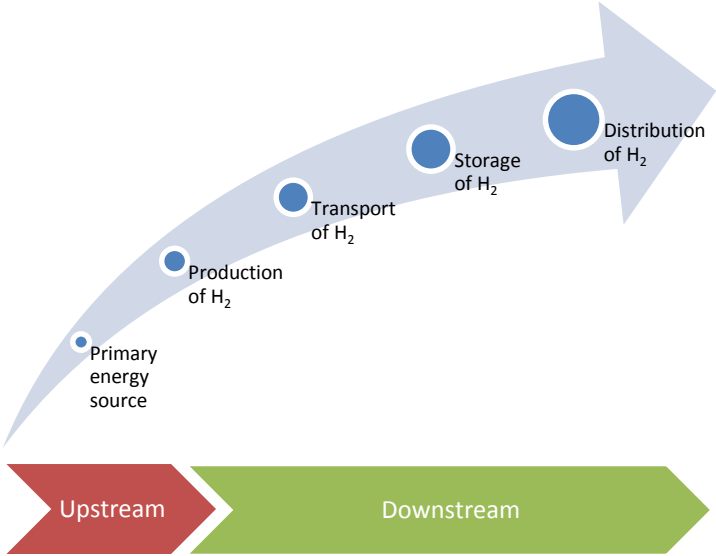 Primary
energy
source
Production
of H₂
Transport
of H₂
Storage
of H₂
Distribution
of H₂
Upstream
Downstream